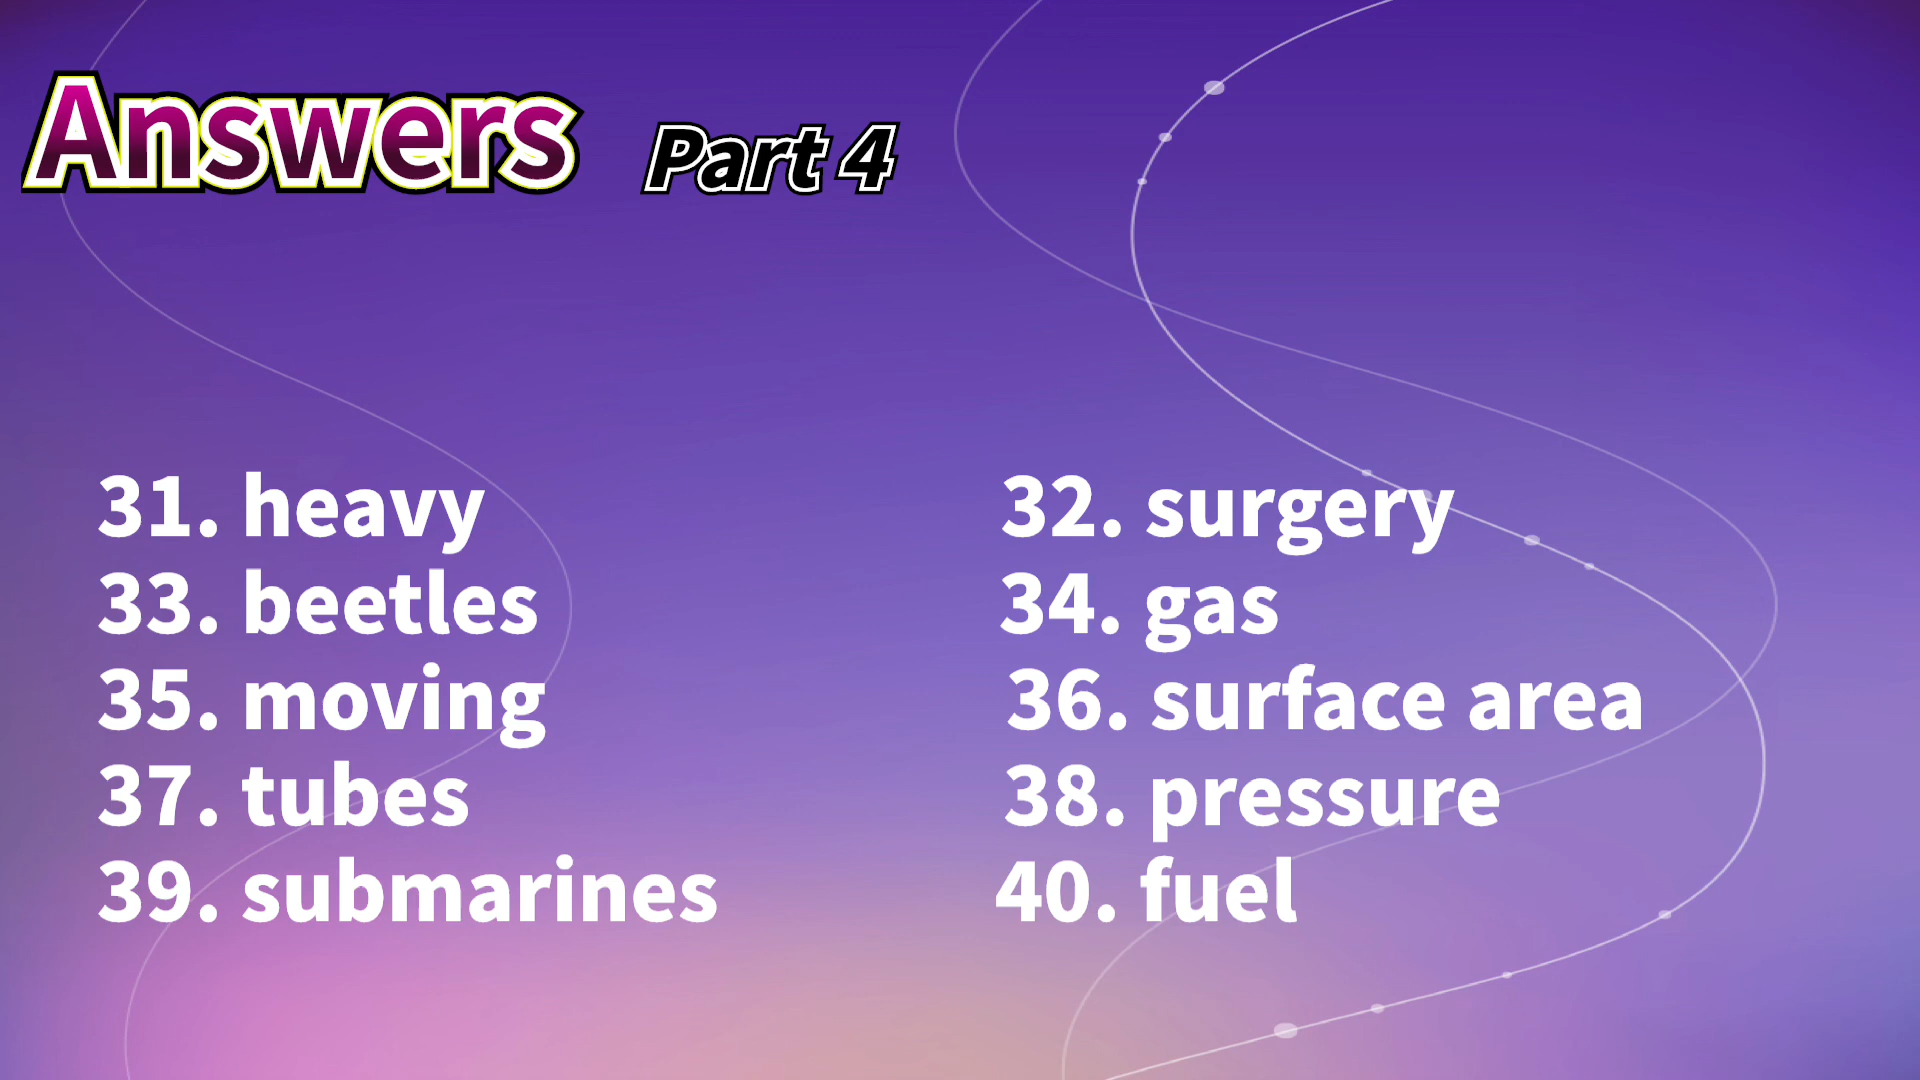 Answers Part 4
31. heavy 32. surgery
33. beetles 34. gas
35. moving 36. surface area
37. tubes 38. pressure
39. submarines 40. fuel